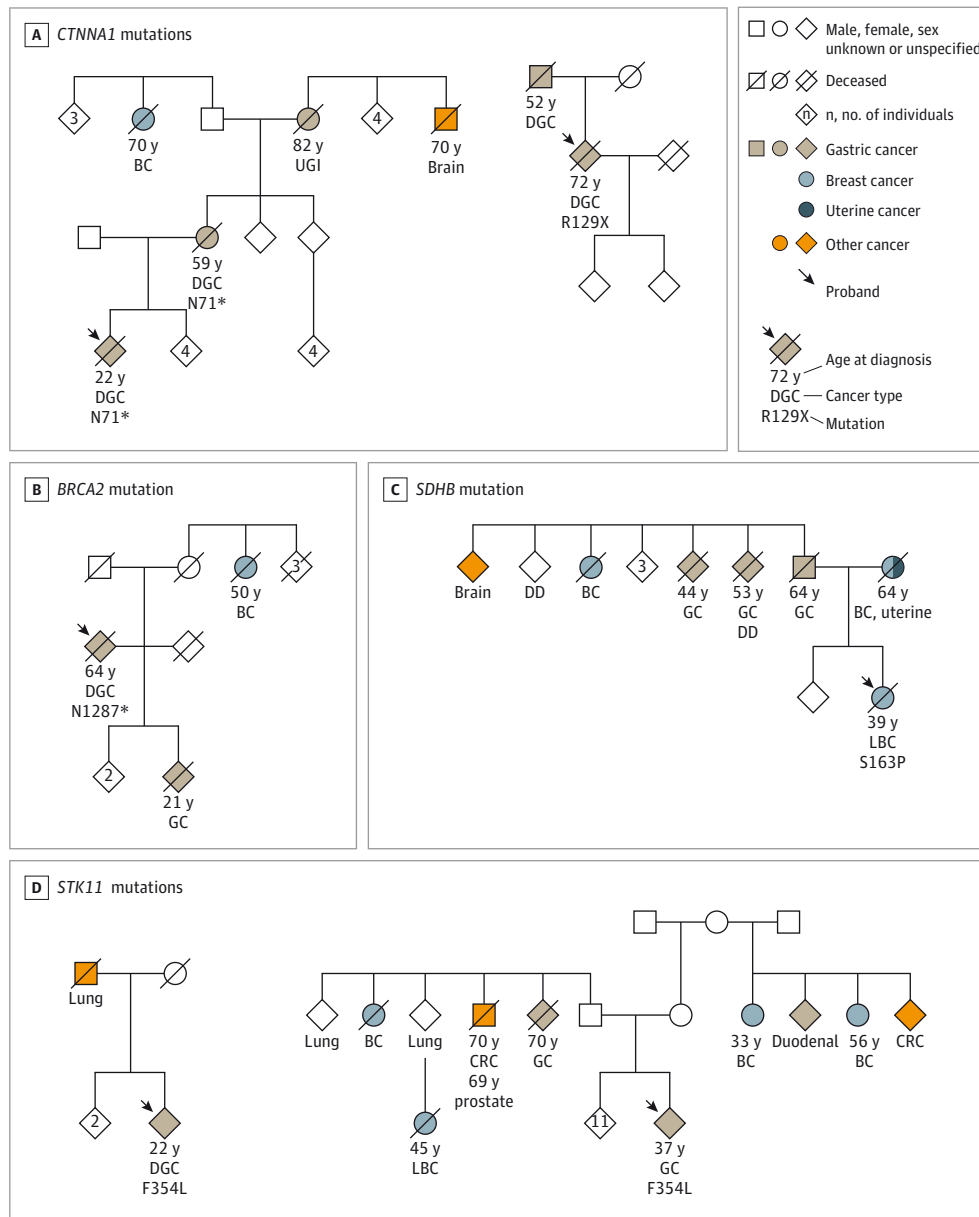 A CTNNA1 mutations
3
70 y
BC
82 y
UGI
4
70 y
Brain
52 y
DGC
72 y
DGC
R129X
59 y
DGC
N71*
22 y
DGC
N71*
4
4
Male, female, sex
unknown or unspecified
Deceased
n
n, no. of individuals
Gastric cancer
Breast cancer
Uterine cancer
Other cancer
Proband
72 y
Age at diagnosis
DGC
Cancer type
R129X
Mutation
B BRCA2 mutation
3
50 y
BC
64 y
DGC
N1287*
2
21 y
GC
C SDHB mutation
Brain
DD
BC
3
44 y
GC
53 y
GC
DD
64 y
GC
64 y
BC, uterine
39 y
LBC
S163P
D STK11 mutations
Lung
2
22 y
DGC
F354L
Lung
BC
Lung
70 y
CRC
69 y
prostate
70 y
GC
45 y
LBC
11
37 y
GC
F354L
33 y
BC
Duodenal
56 y
BC
CRC